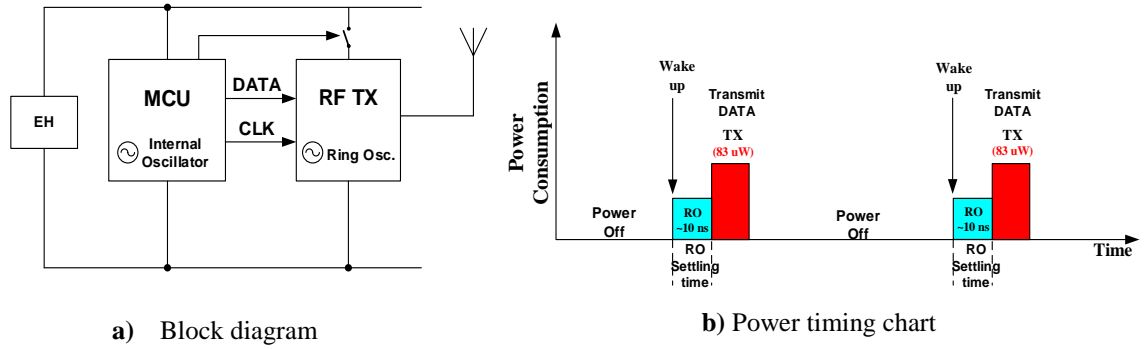 EH
MCU
Internal
Oscillator
DATA
CLK
RF TX
Ring Osc.
a) Block diagram
Power
Consumption
Wake
up
Transmit
DATA
TX
(83 uW)
Power
Off
RO
~10 ns
RO
Settling
time
Power
Off
Wake
up
Transmit
DATA
TX
(83 uW)
RO
~10 ns
RO
Settling
time
Time
b) Power timing chart